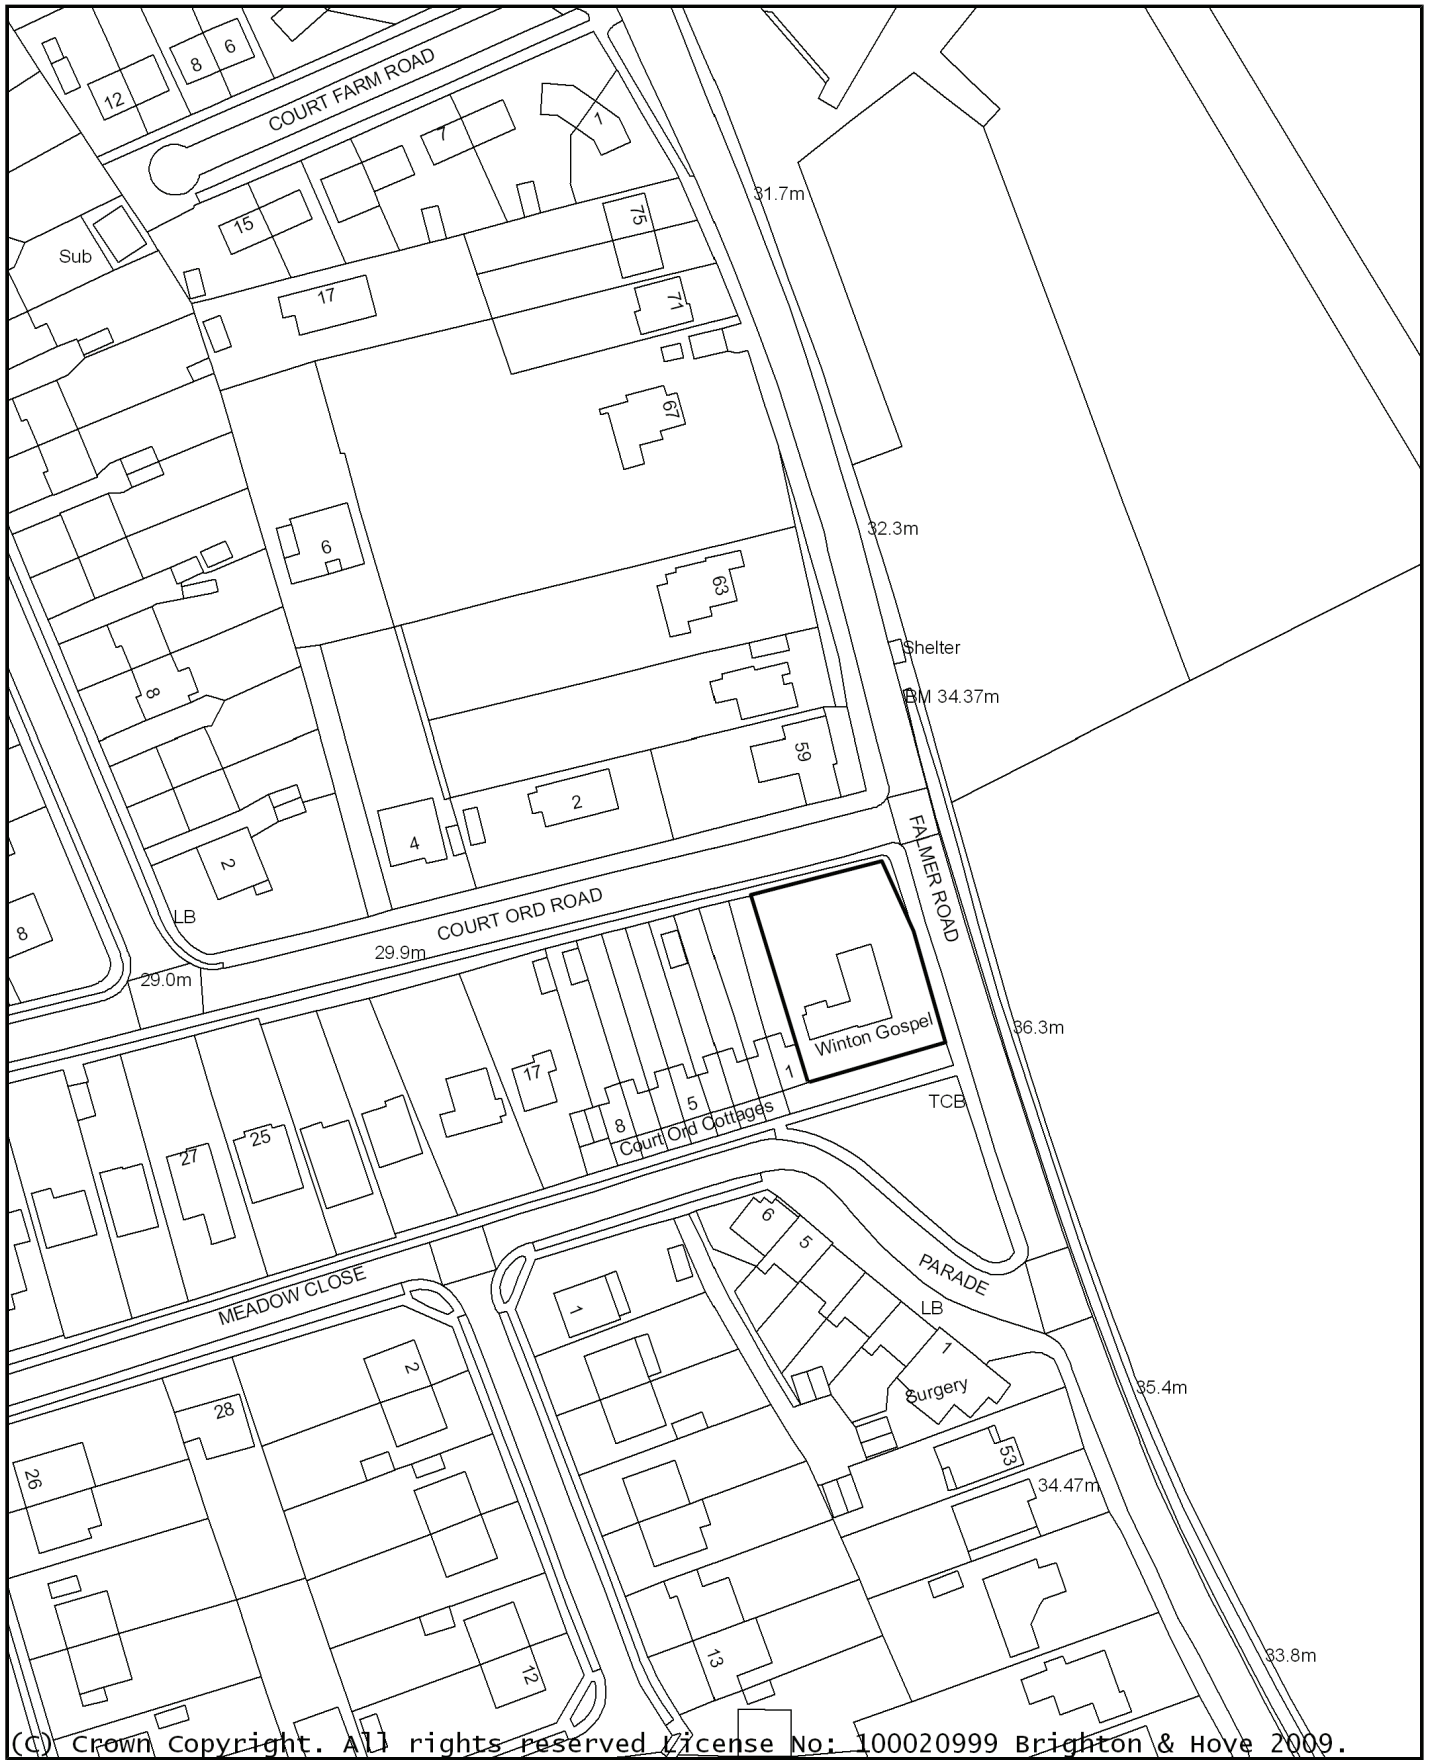 6
8
12
COURT FARM ROAD
7
1
31.7m
15
75
Sub
17
71
67
32.3m
6
63
Shelter
8
BM 34.37m
59
2
4
2
FALMER ROAD
LB
COURT ORD ROAD
8
29.9m
29.0m
36.3m
Winton Gospel
17
1
5
8
Court Ord Cottages
TCB
25
27
6
5
PARADE
MEADOW CLOSE
1
LB
1
2
Surgery
35.4m
28
53
26
34.47m
13
12
33.8m
(c) Crown Copyright. All rights reserved License No: 100020999 Brighton & Hove 2009.